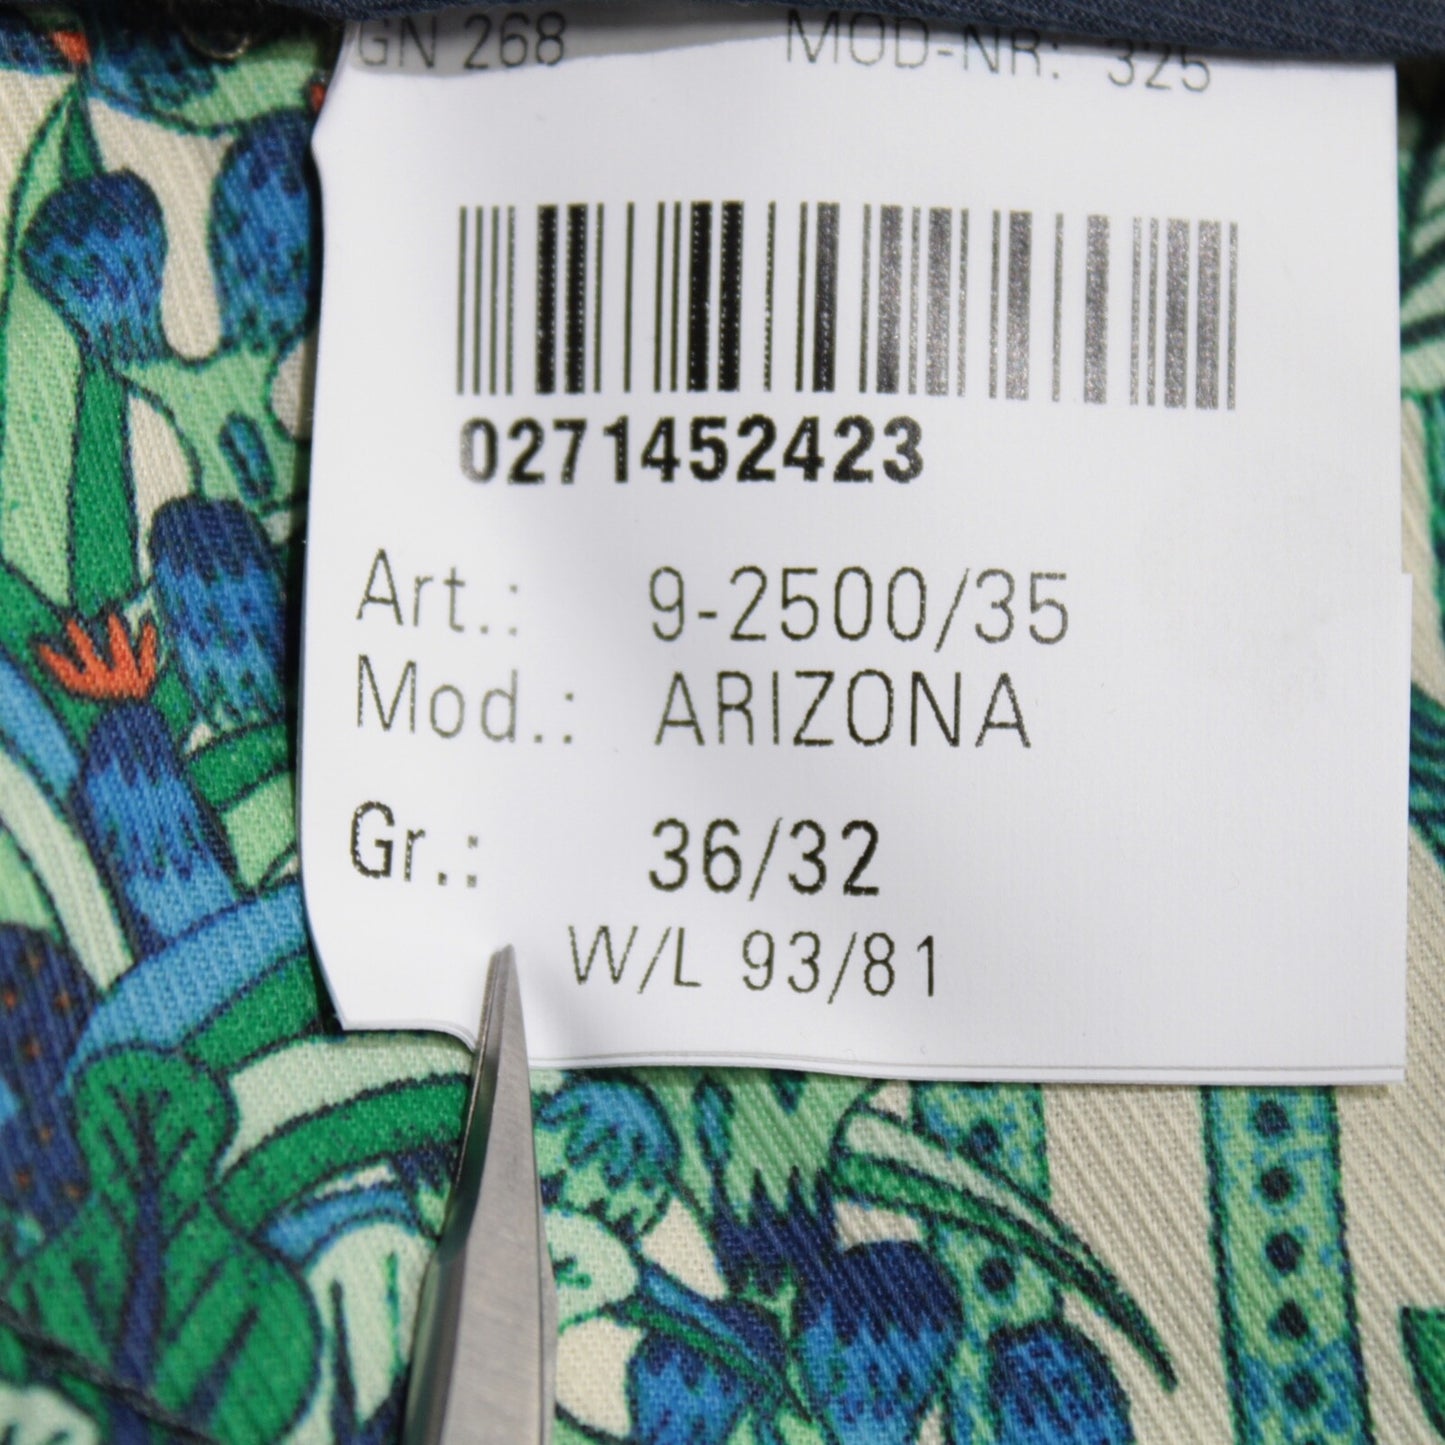 GN 268 MOD-NR: 325
0271452423
Art.: 9-2500/35
Mod.: ARIZONA
Gr.: 36/32
W/L 93/81